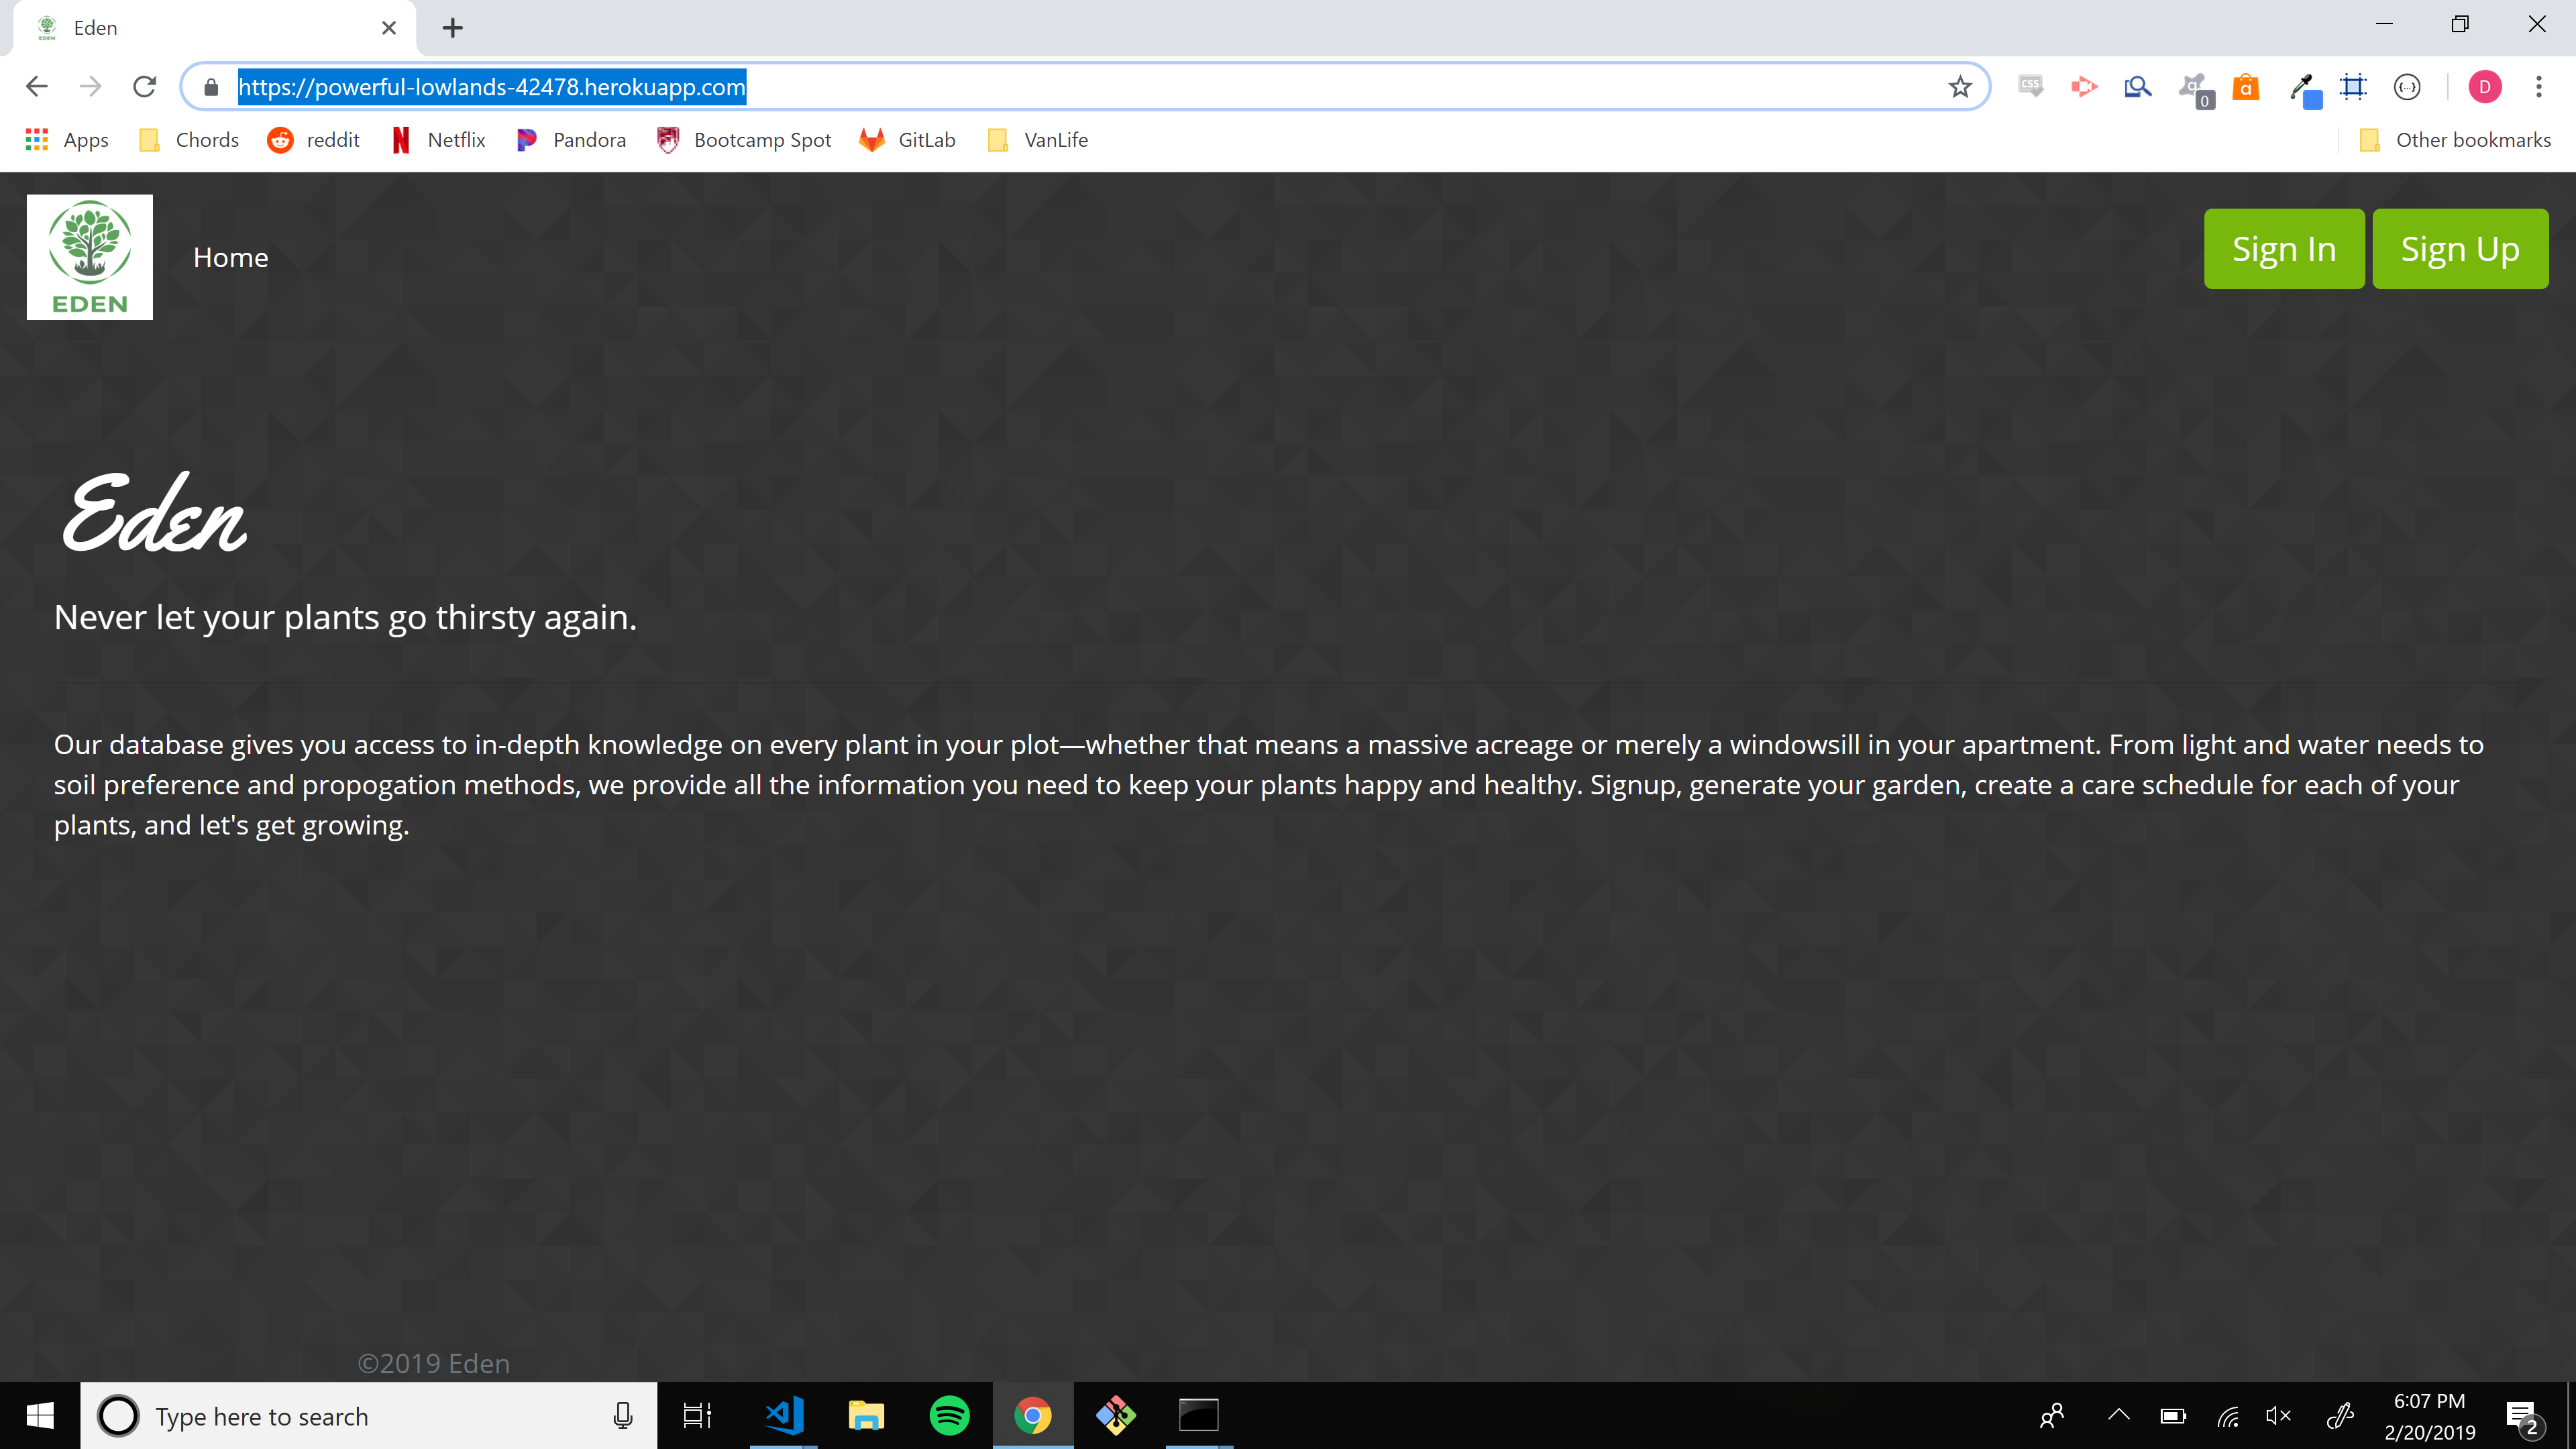 Eden
https://powerful-lowlands-42478.herokuapp.com
CSS
0
a
{...}
D
Apps
Chords
reddit
Netflix
Pandora
Bootcamp Spot
GitLab
VanLife
Other bookmarks
EDEN
Home
Sign In
Sign Up
Eden
Never let your plants go thirsty again.
Our database gives you access to in-depth knowledge on every plant in your plot—whether that means a massive acreage or merely a windowsill in your apartment. From light and water needs to
soil preference and propogation methods, we provide all the information you need to keep your plants happy and healthy. Signup, generate your garden, create a care schedule for each of your
plants, and let's get growing.
©2019 Eden
Type here to search
6:07 PM
2/20/2019
2